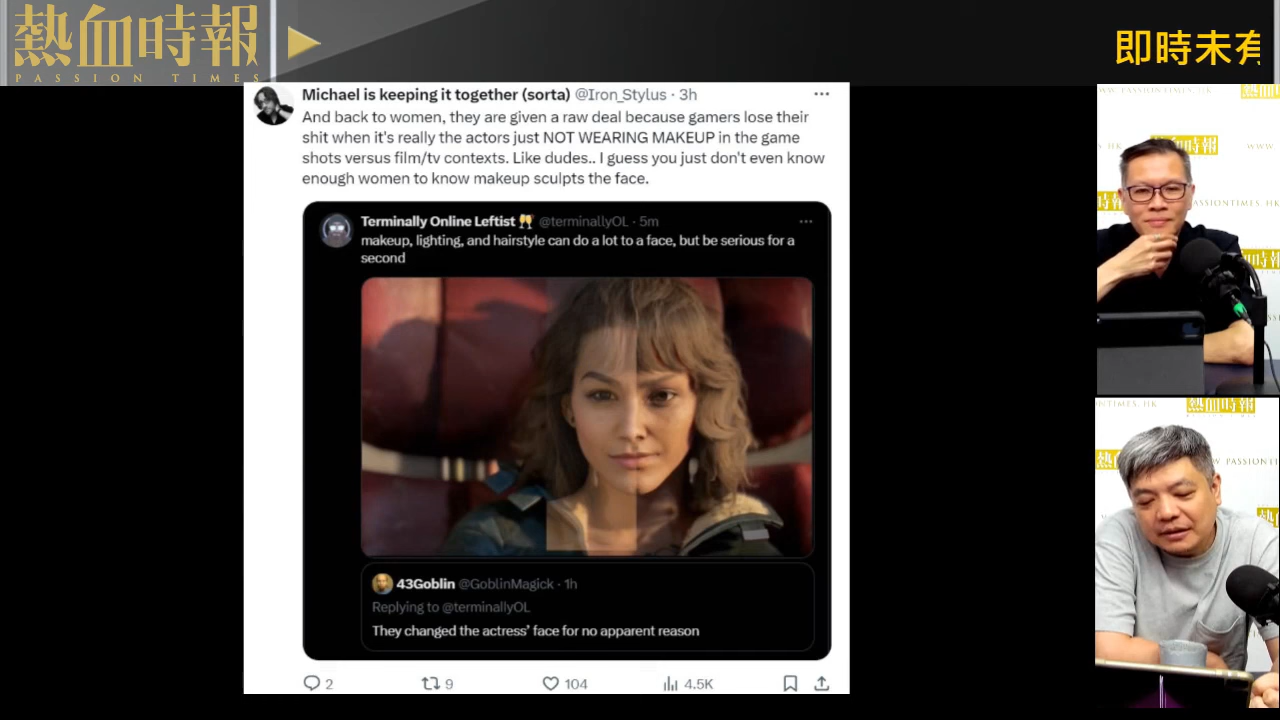 熱血時報
PASSION TIMES
即時未有
Michael is keeping it together (sorta) @Iron_Stylus · 3h
And back to women, they are given a raw deal because gamers lose their
shit when it's really the actors just NOT WEARING MAKEUP in the game
shots versus film/tv contexts. Like dudes.. I guess you just don't even know
enough women to know makeup sculpts the face.
Terminally Online Leftist 🥂 @terminallyOL · 5m
makeup, lighting, and hairstyle can do a lot to a face, but be serious for a
second
43Goblin @GoblinMagick · 1h
Replying to @terminallyOL
They changed the actress' face for no apparent reason
2
9
104
4.5K